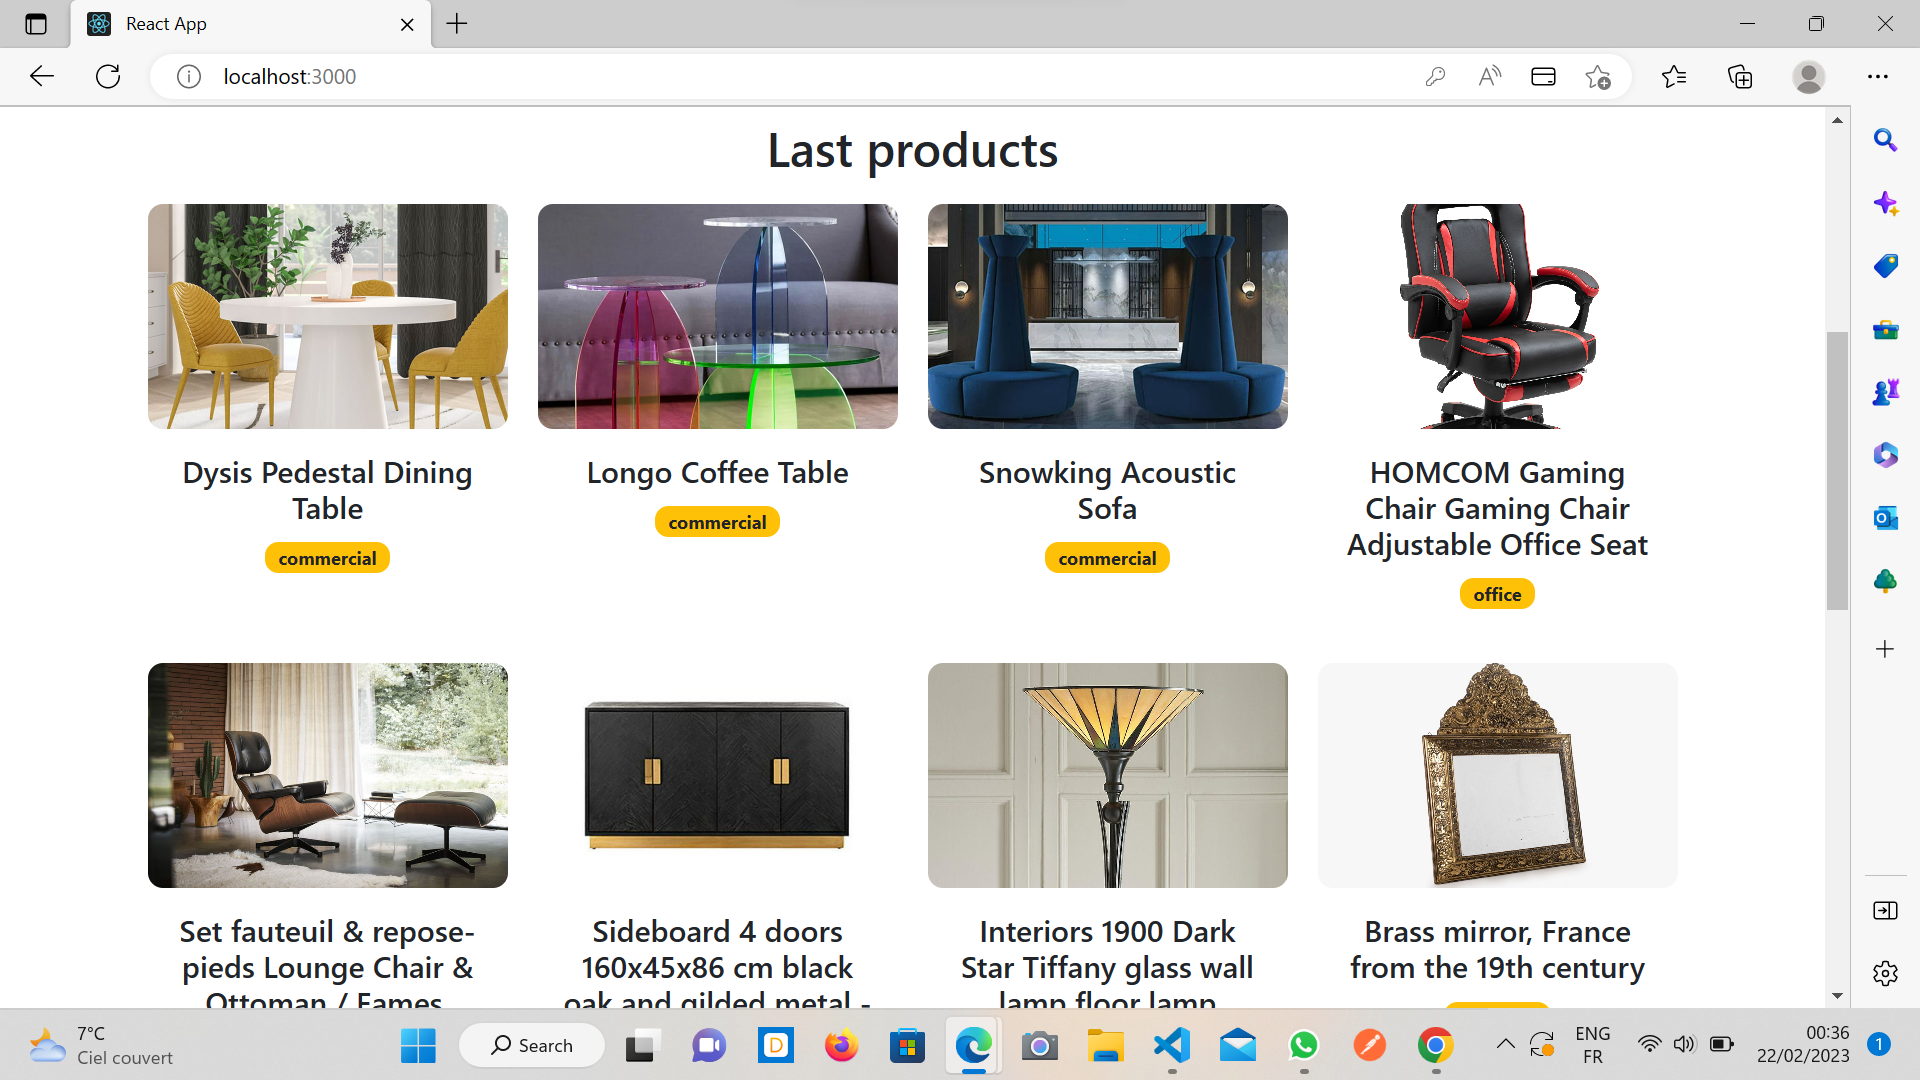 React App
localhost:3000
Last products
Dysis Pedestal Dining
Table
commercial
Longo Coffee Table
commercial
Snowking Acoustic
Sofa
commercial
HOMCOM Gaming
Chair Gaming Chair
Adjustable Office Seat
office
Set fauteuil & repose-
pieds Lounge Chair &
Ottoman / Eames
Sideboard 4 doors
160x45x86 cm black
oak and gilded metal -
Interiors 1900 Dark
Star Tiffany glass wall
lamp floor lamp
Brass mirror, France
from the 19th century
7°C
Ciel couvert
Search
ENG
FR
00:36
22/02/2023
1